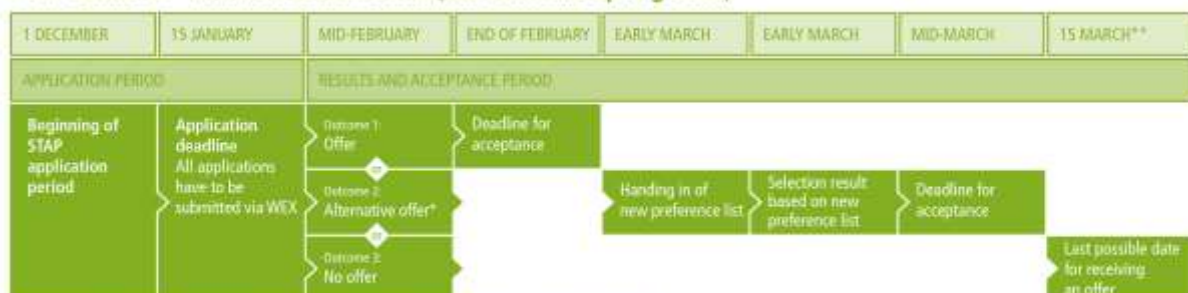 1 DECEMBER
15 JANUARY
MID-FEBRUARY
END OF FEBRUARY
EARLY MARCH
EARLY MARCH
MID-MARCH
15 MARCH**
APPLICATION PERIOD
RESULTS AND ACCEPTANCE PERIOD
Beginning of
STAP
application
period
Application
deadline
All applications
have to be
submitted via WEX
Outcome 1:
Offer
or
Outcome 2:
Alternative offer*
or
Outcome 3:
No offer
Deadline for
acceptance
Handing in of
new preference list
Selection result
based on new
preference list
Deadline for
acceptance
Last possible date
for receiving
an offer